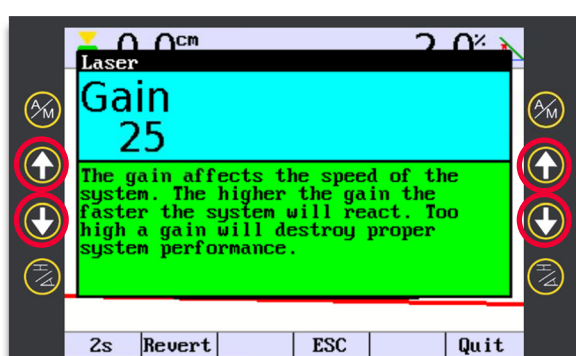 0.0cm 2.0%
Laser
Gain
25
A/M A/M
The gain affects the speed of the
system. The higher the gain the
faster the system will react. Too
high a gain will destroy proper
system performance.
2s Revert ESC Quit